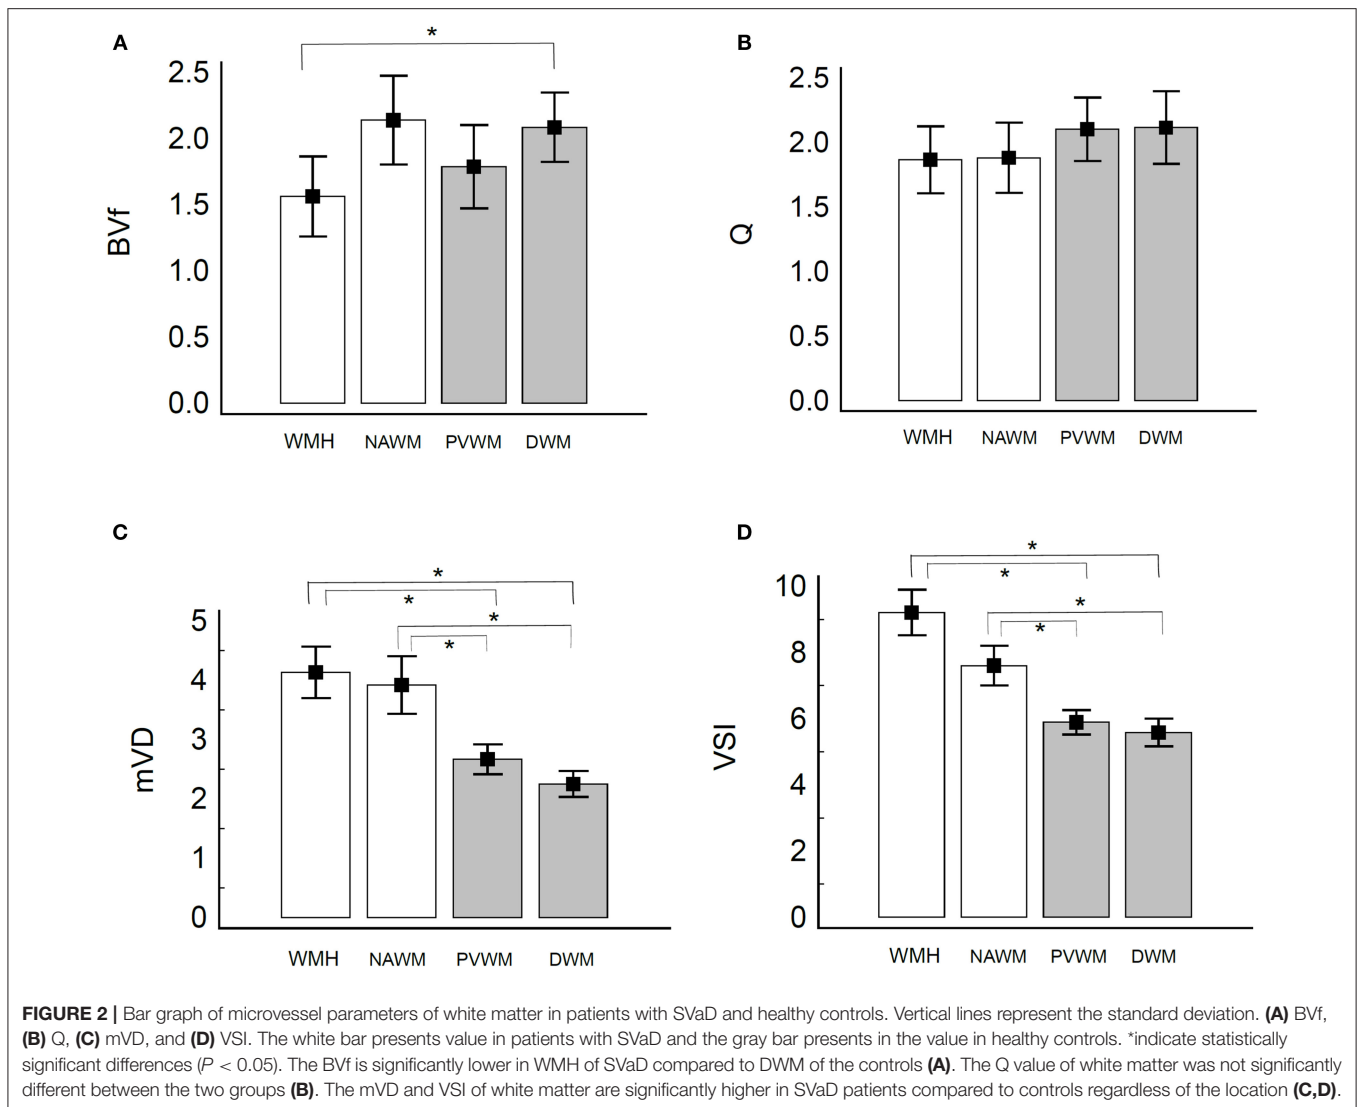 A
*
2.5
2.0
1.5
1.0
0.5
0.0
BVf
WMH NAWM PVWM DWM
B
2.5
2.0
1.5
1.0
0.5
0.0
Q
WMH NAWM PVWM DWM
C
*
*
*
*
5
4
3
2
1
0
mVD
WMH NAWM PVWM DWM
D
*
*
*
*
10
8
6
4
2
0
VSI
WMH NAWM PVWM DWM
FIGURE 2 | Bar graph of microvessel parameters of white matter in patients with SVaD and healthy controls. Vertical lines represent the standard deviation. (A) BVf,
(B) Q, (C) mVD, and (D) VSI. The white bar presents value in patients with SVaD and the gray bar presents in the value in healthy controls. *indicate statistically
significant differences (P < 0.05). The BVf is significantly lower in WMH of SVaD compared to DWM of the controls (A). The Q value of white matter was not significantly
different between the two groups (B). The mVD and VSI of white matter are significantly higher in SVaD patients compared to controls regardless of the location (C,D).